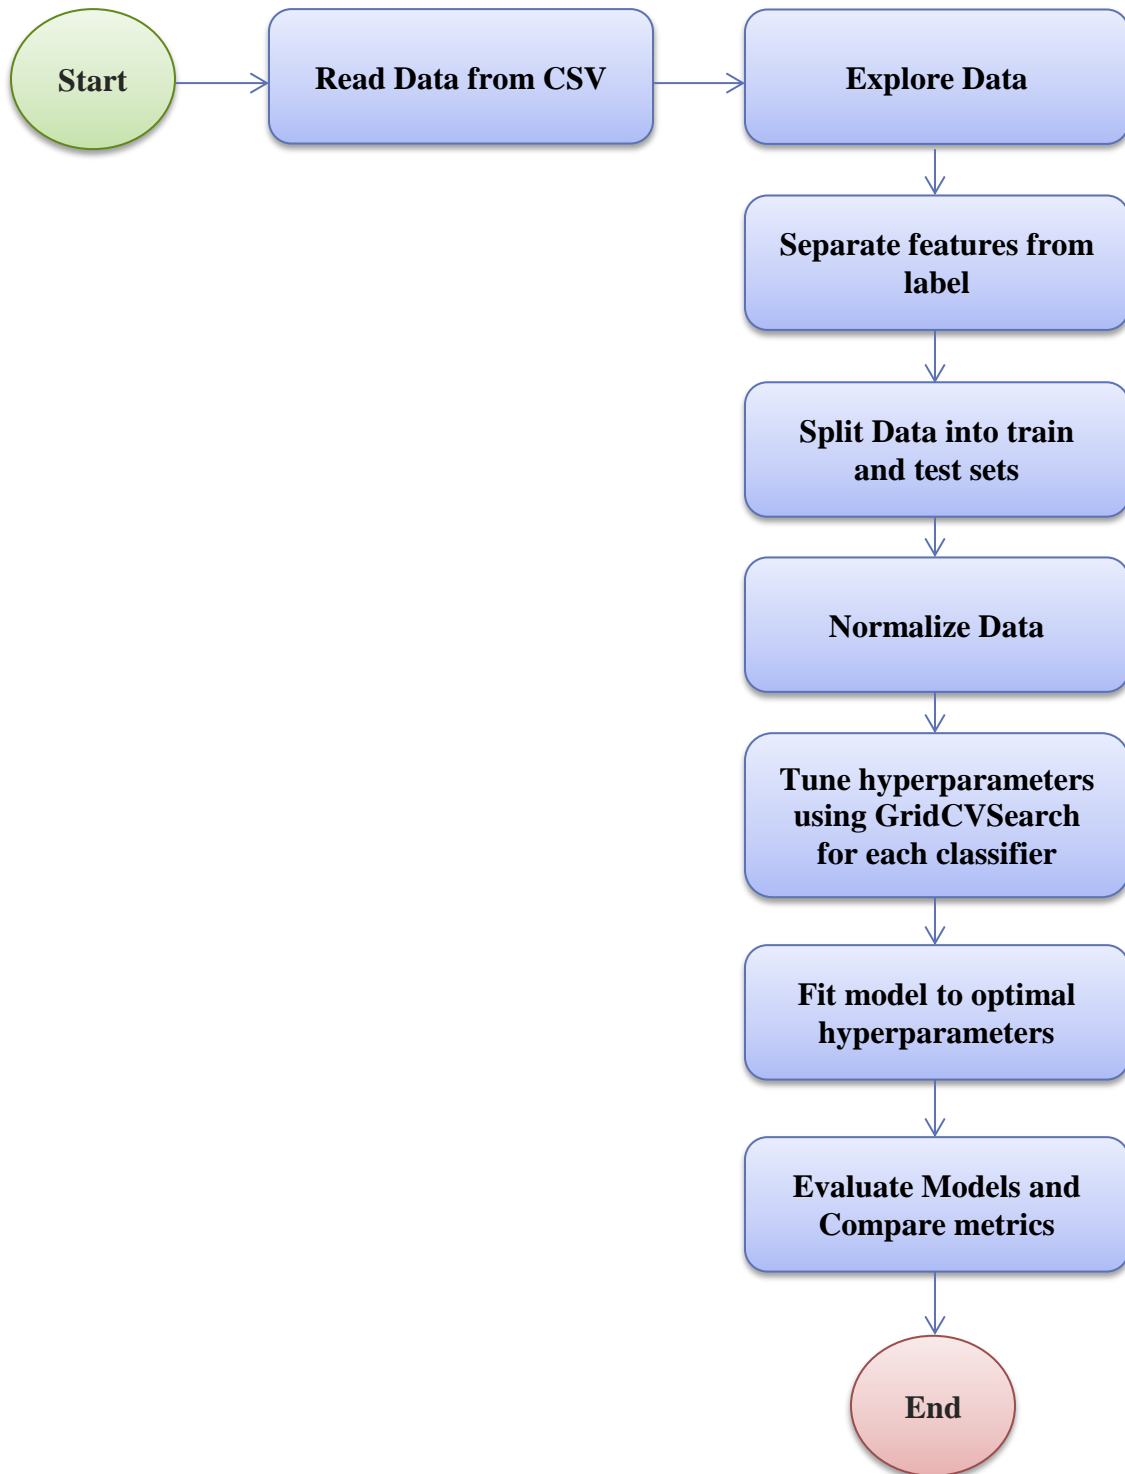 Start
Read Data from CSV
Explore Data
Separate features from
label
Split Data into train
and test sets
Normalize Data
Tune hyperparameters
using GridCVSearch
for each classifier
Fit model to optimal
hyperparameters
Evaluate Models and
Compare metrics
End